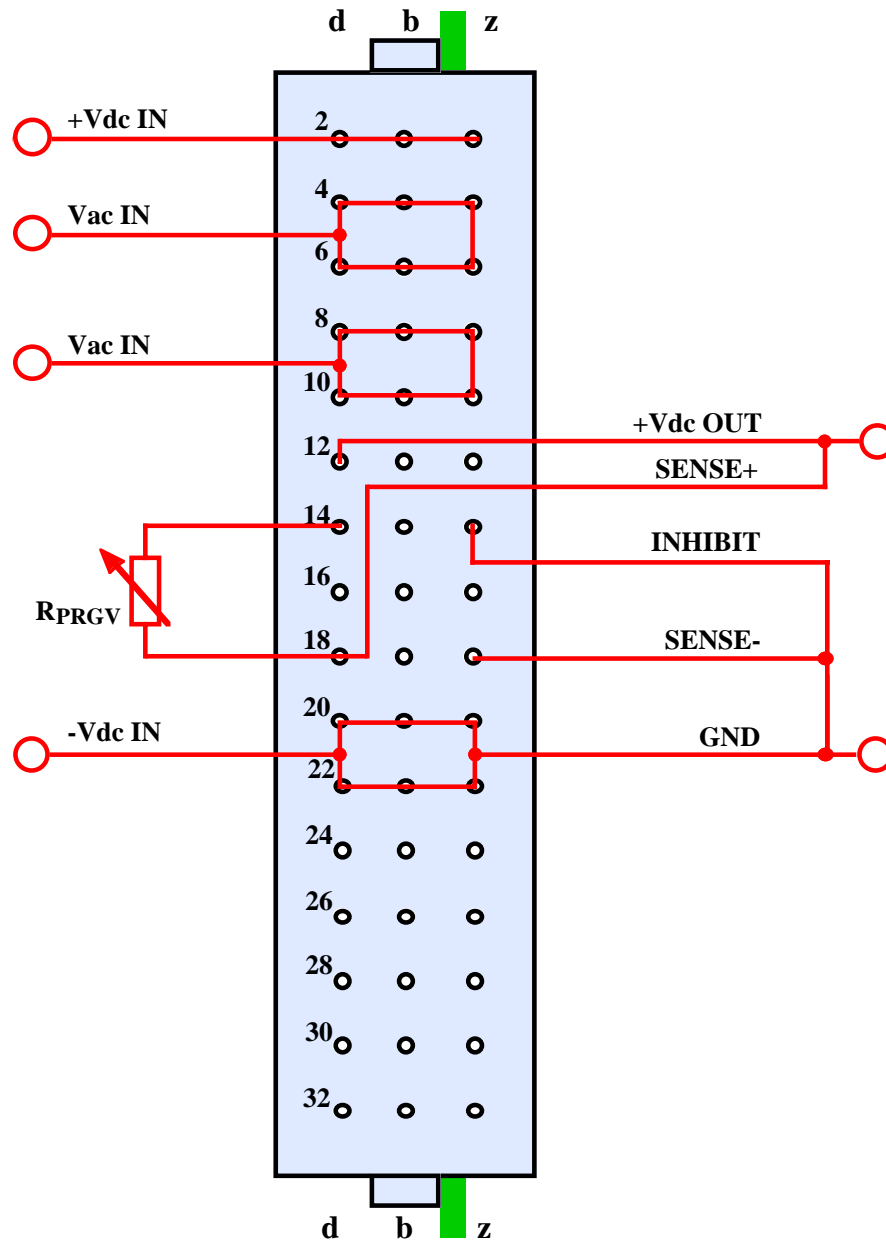 d b z
2
+Vdc IN
4
Vac IN
6
8
Vac IN
10
+Vdc OUT
12
SENSE+
14
INHIBIT
16
RPRGV
18
SENSE-
20
-Vdc IN
GND
22
24
26
28
30
32
d b z